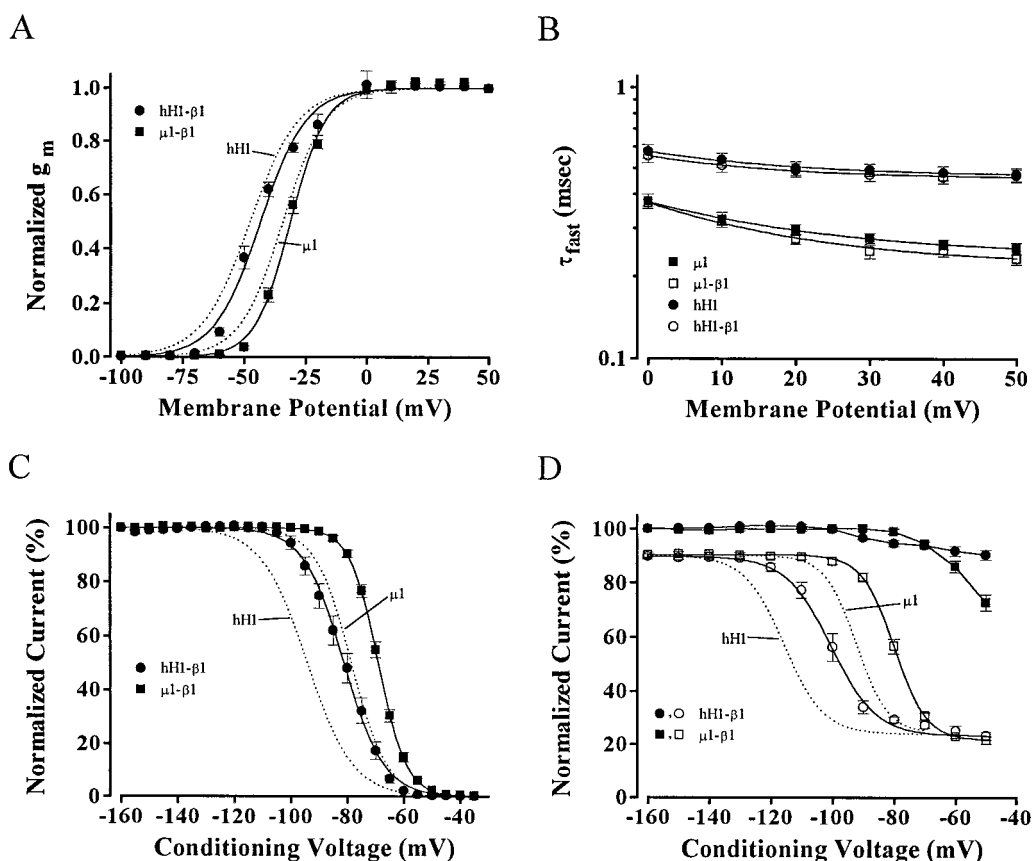 A
Normalized g m
1.0
0.8
0.6
0.4
0.2
0.0
hH1-β1
μ1-β1
hH1
μ1
-100 -75 -50 -25 0 25 50
Membrane Potential (mV)
B
τfast (msec)
1
0.1
μ1
μ1-β1
hH1
hH1-β1
0 10 20 30 40 50
Membrane Potential (mV)
C
Normalized Current (%)
100
80
60
40
20
0
μ1
hH1
hH1-β1
μ1-β1
-160 -140 -120 -100 -80 -60 -40
Conditioning Voltage (mV)
D
Normalized Current (%)
100
80
60
40
20
0
μ1
hH1
, hH1-β1
, μ1-β1
-160 -140 -120 -100 -80 -60 -40
Conditioning Voltage (mV)